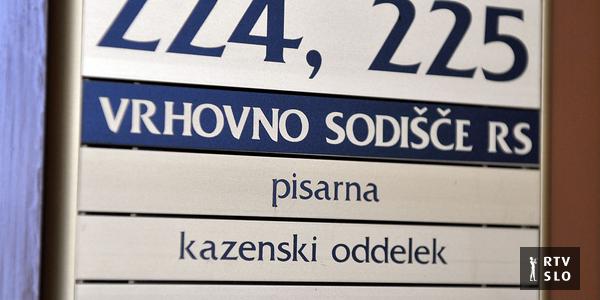 224, 225
VRHOVNO SODIŠČE RS
pisarna
kazenski oddelek
RTV
SLO